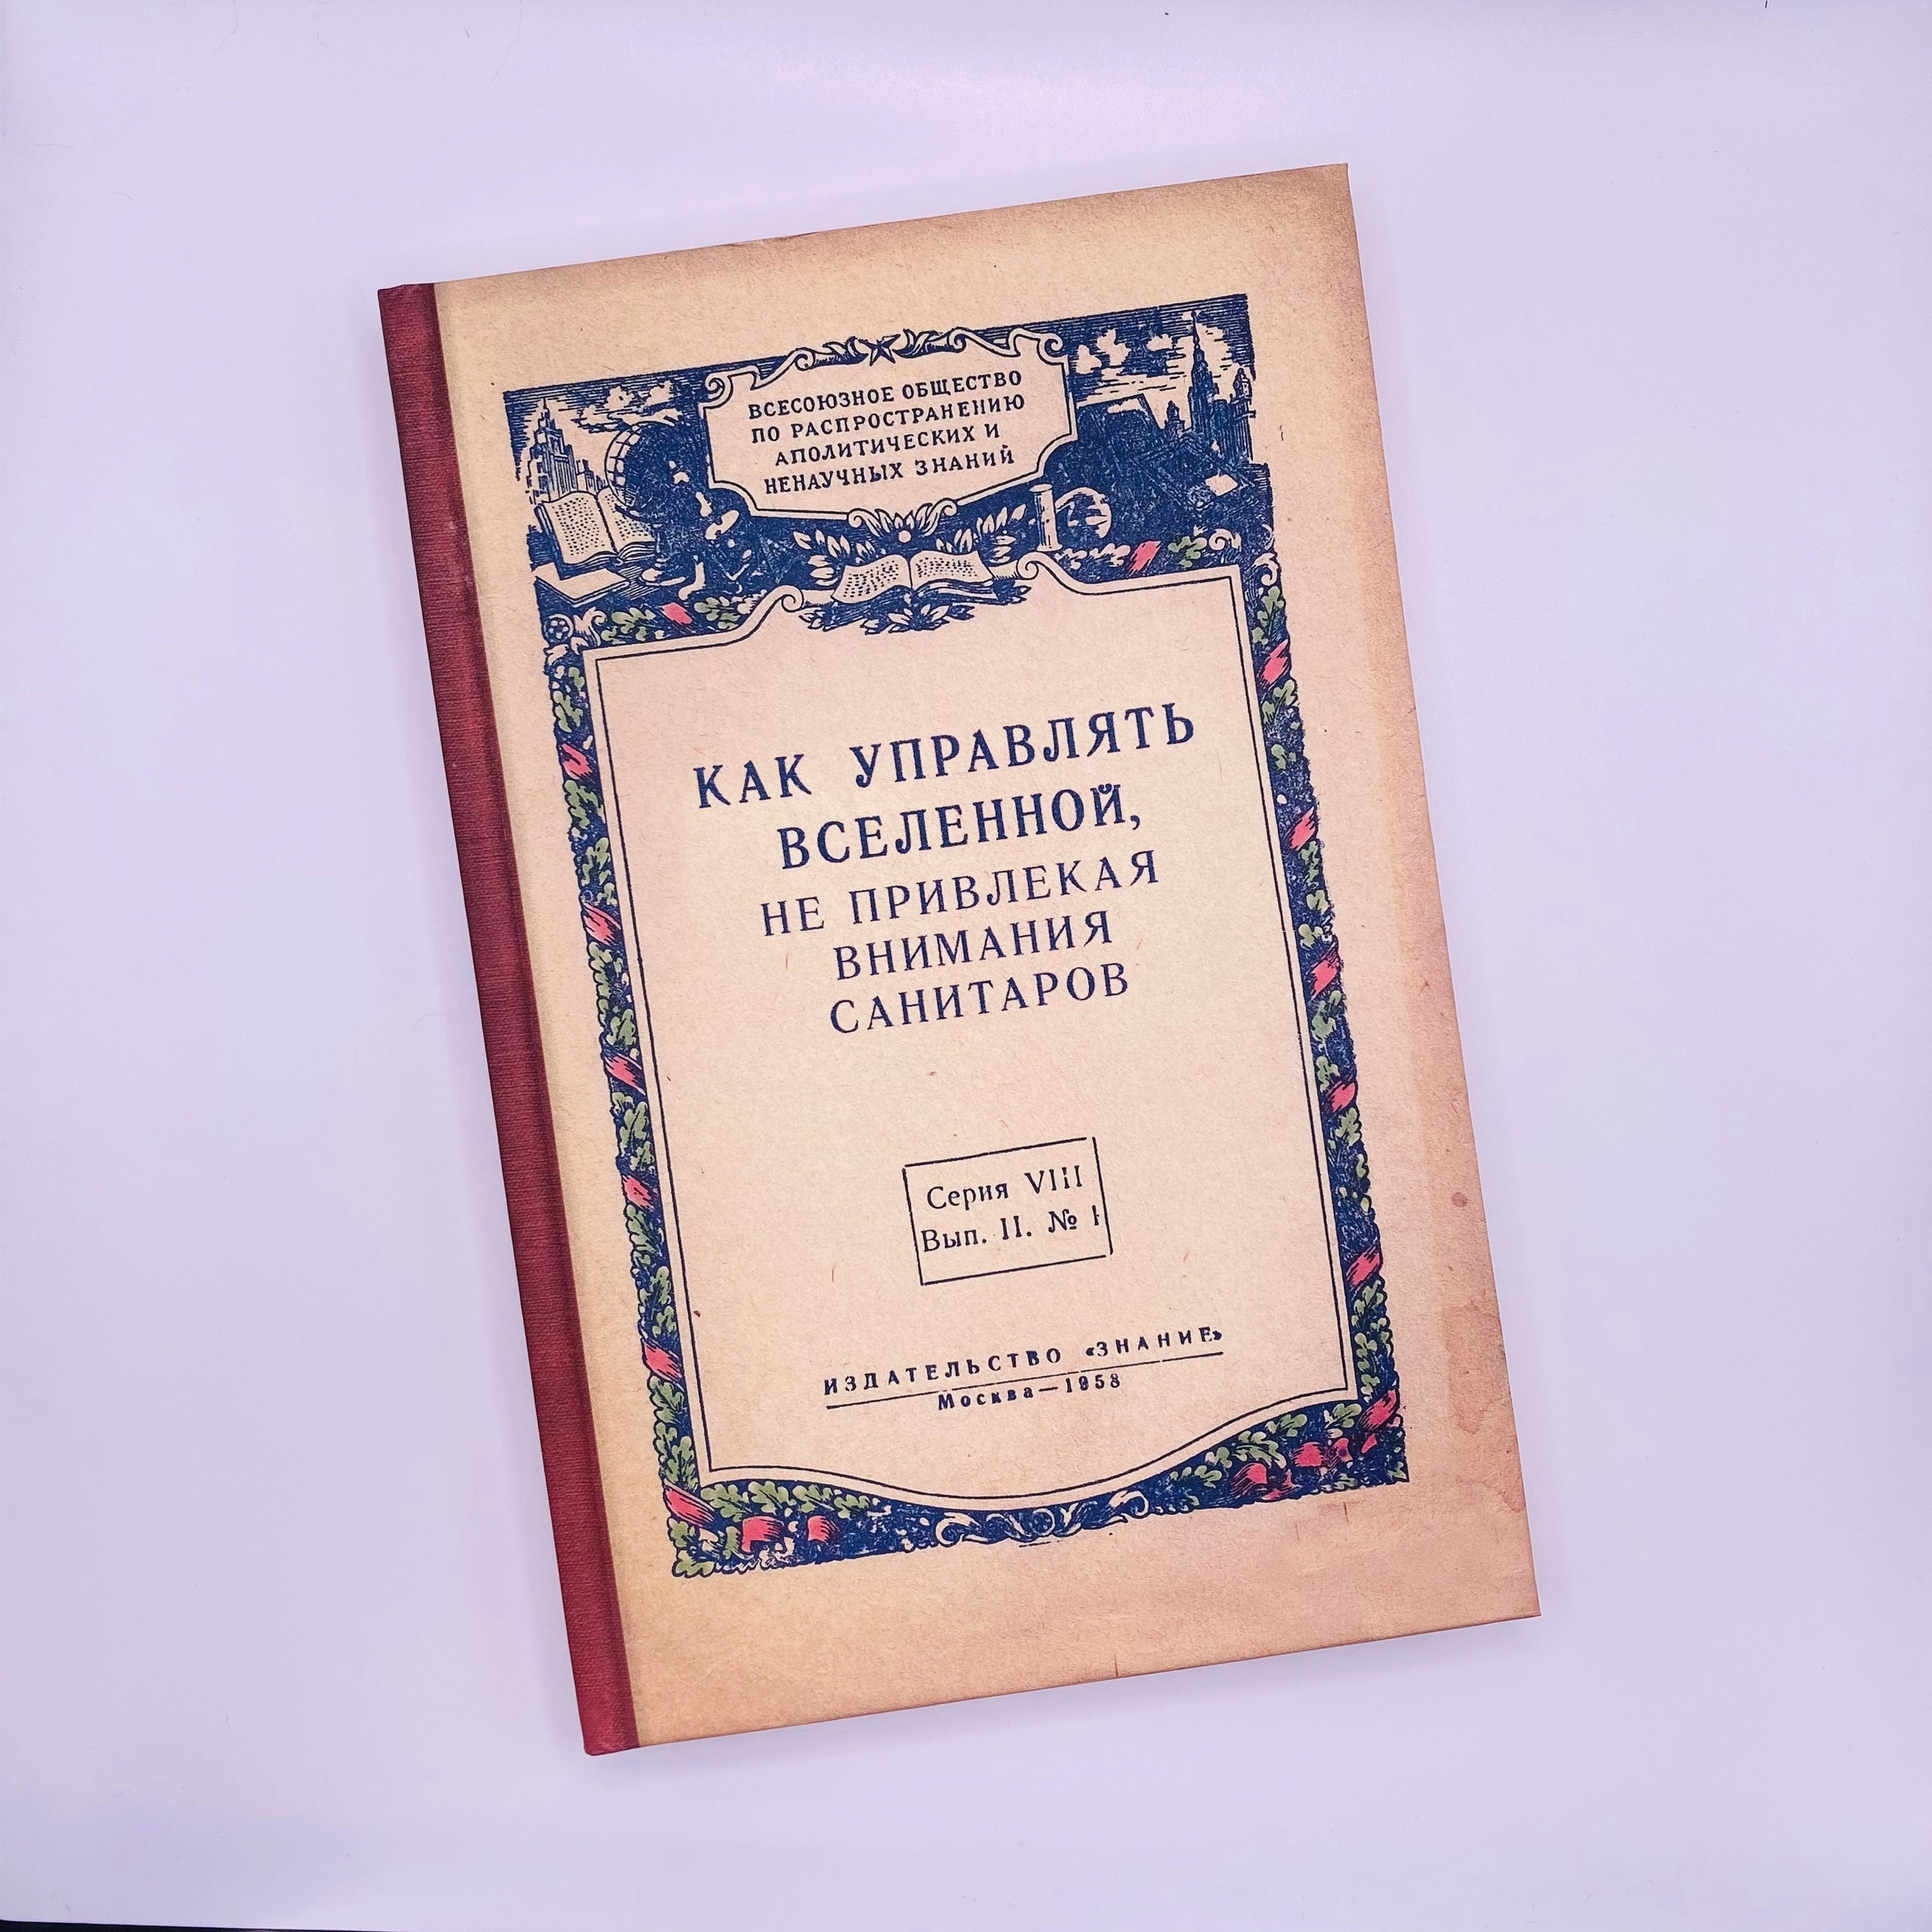 ВСЕСОЮЗНОЕ ОБЩЕСТВО
ПО РАСПРОСТРАНЕНИЮ
АПОЛИТИЧЕСКИХ И
НЕНАУЧНЫХ ЗНАНИЙ
КАК УПРАВЛЯТЬ
ВСЕЛЕННОЙ,
НЕ ПРИВЛЕКАЯ
ВНИМАНИЯ
САНИТАРОВ
Серия VIII
Вып. II. №
ИЗДАТЕЛЬСТВО «ЗНАНИЕ»
Москва—1958